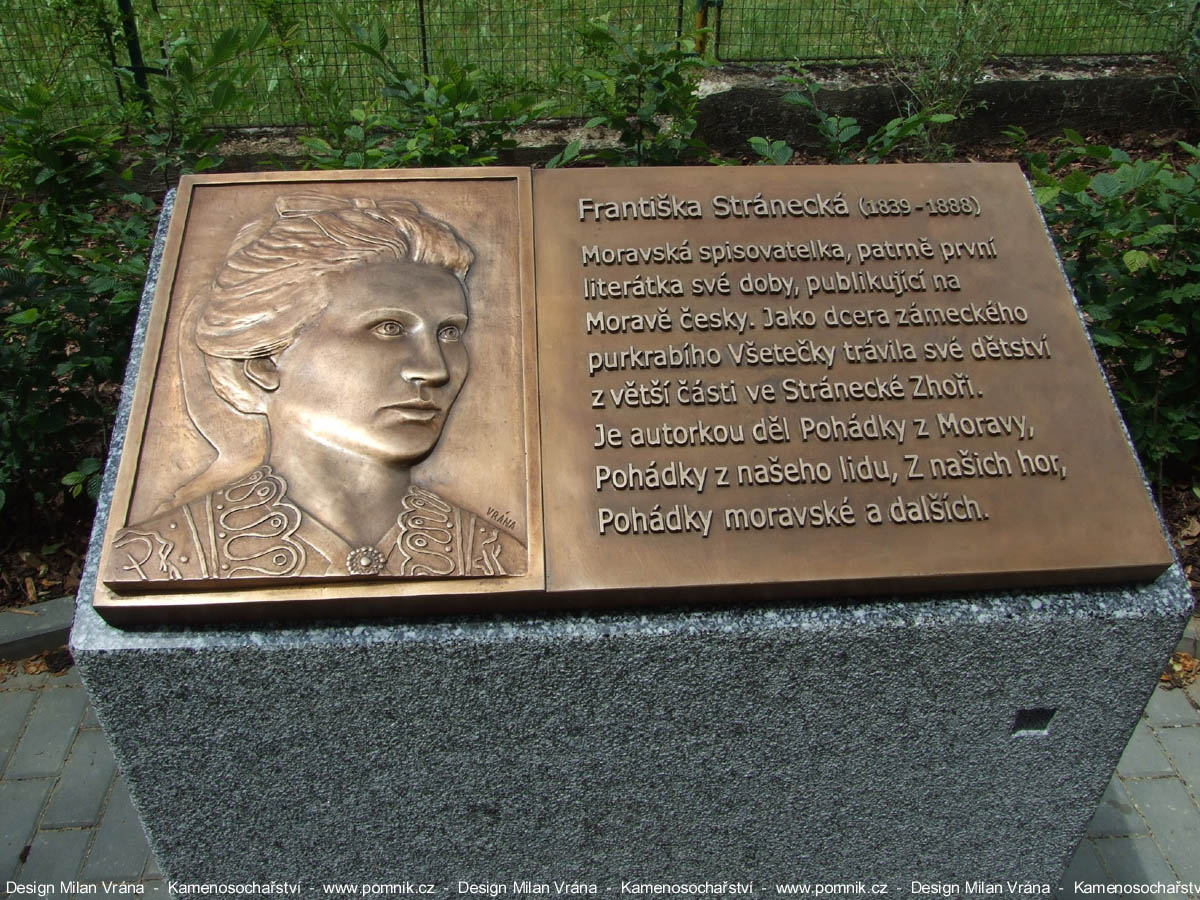 Františka Stránecká (1839 - 1888)
Moravská spisovatelka, patrně první
literátka své doby, publikující na
Moravě česky. Jako dcera zámeckého
purkrabího Všetečky trávila své dětství
z větší části ve Stránecké Zhoři.
Je autorkou děl Pohádky z Moravy,
Pohádky z našeho lidu, Z našich hor,
Pohádky moravské a dalších.
VRÁNA
Design Milan Vrána - Kamenosochařství - www.pomnik.cz - Design Milan Vrána - Kamenosochařství - www.pomnik.cz - Design Milan Vrána - Kamenosochařstv